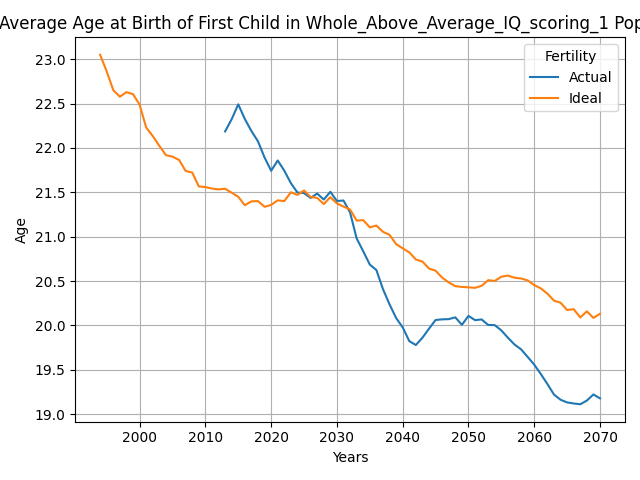 Average Age at Birth of First Child in Whole_Above_Average_IQ_scoring_1 Pop
Fertility
Actual
Ideal
23.0
22.5
22.0
21.5
21.0
20.5
20.0
19.5
19.0
Age
2000 2010 2020 2030 2040 2050 2060 2070
Years